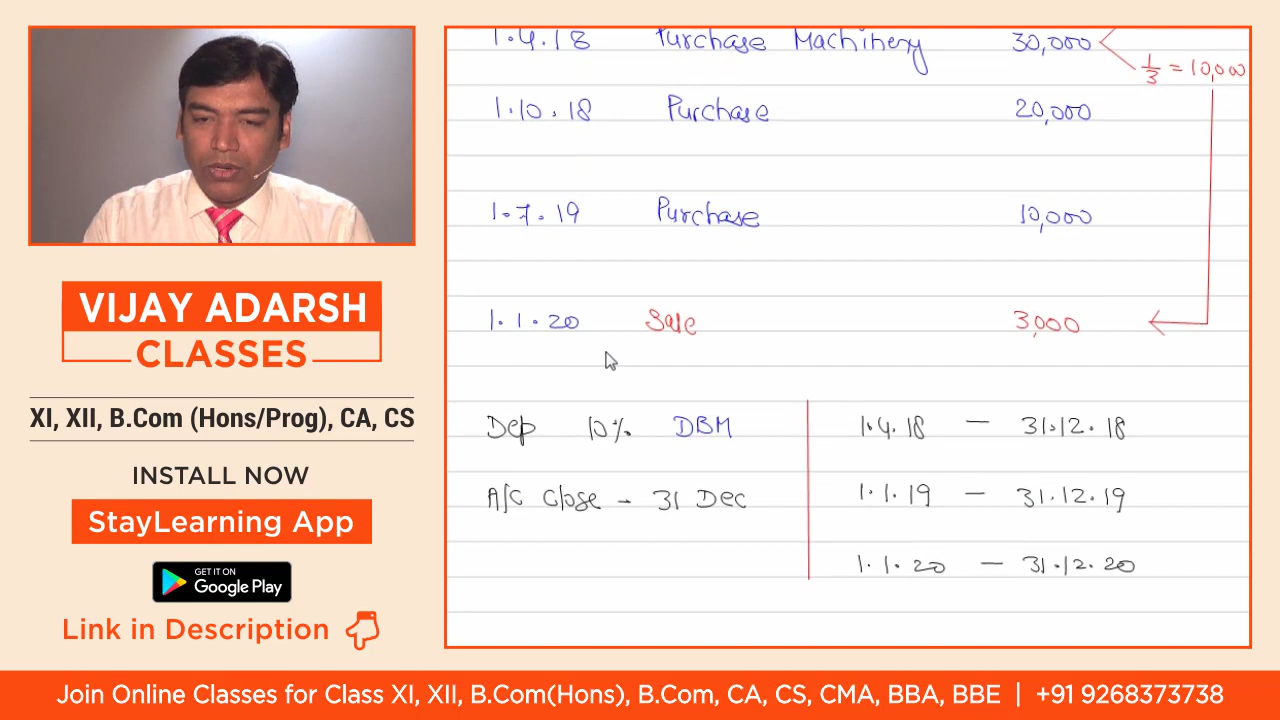 VIJAY ADARSH
CLASSES
XI, XII, B.Com (Hons/Prog), CA, CS
INSTALL NOW
StayLearning App
GET IT ON
Google Play
Link in Description
1.4.18 Purchase Machinery 30,000
1/3 = 10,000
1.10.18 Purchase 20,000
1.7.19 Purchase 10,000
1.1.20 Sale 3,000
Dep 10% DBM
A/C Close - 31 Dec
1.4.18 — 31.12.18
1.1.19 — 31.12.19
1.1.20 — 31.12.20
Join Online Classes for Class XI, XII, B.Com(Hons), B.Com, CA, CS, CMA, BBA, BBE | +91 9268373738